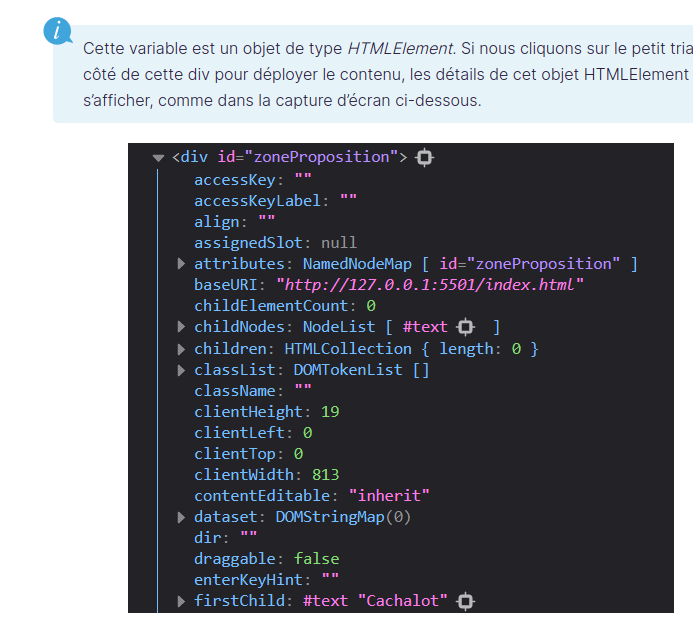 i
Cette variable est un objet de type HTMLElement. Si nous cliquons sur le petit tria
côté de cette div pour déployer le contenu, les détails de cet objet HTMLElement
s'afficher, comme dans la capture d'écran ci-dessous.
<div id="zoneProposition">
accessKey: ""
accessKeyLabel: ""
align: ""
assignedSlot: null
attributes: NamedNodeMap [ id="zoneProposition" ]
baseURI: "http://127.0.0.1:5501/index.html"
childElementCount: 0
childNodes: NodeList [ #text ]
children: HTMLCollection { length: 0 }
classList: DOMTokenList []
className: ""
clientHeight: 19
clientLeft: 0
clientTop: 0
clientWidth: 813
contentEditable: "inherit"
dataset: DOMStringMap(0)
dir: ""
draggable: false
enterKeyHint: ""
firstChild: #text "Cachalot"